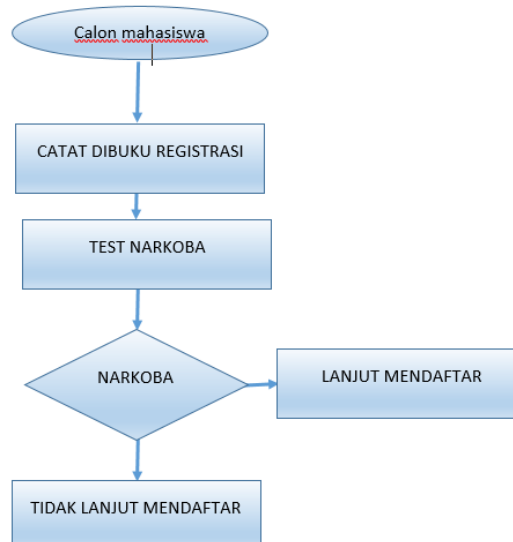 Calon mahasiswa
CATAT DIBUKU REGISTRASI
TEST NARKOBA
NARKOBA
LANJUT MENDAFTAR
TIDAK LANJUT MENDAFTAR